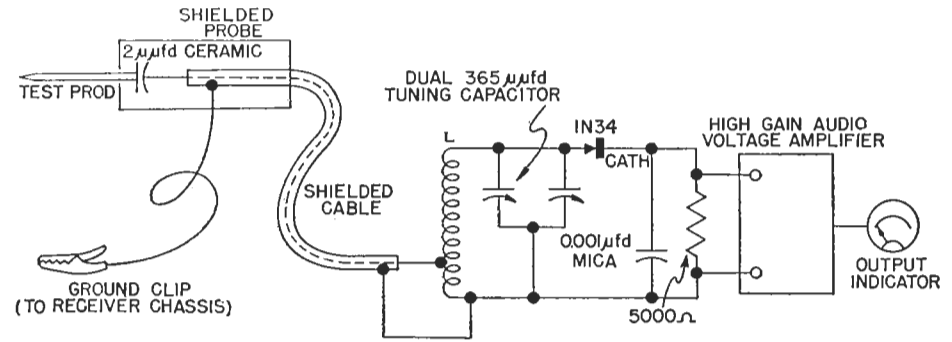 SHIELDED
PROBE
2µµfd CERAMIC
TEST PROD
DUAL 365µµfd
TUNING CAPACITOR
L
1N34
CATH
HIGH GAIN AUDIO
VOLTAGE AMPLIFIER
SHIELDED
CABLE
0.001µfd
MICA
GROUND CLIP
(TO RECEIVER CHASSIS)
5000Ω
OUTPUT
INDICATOR